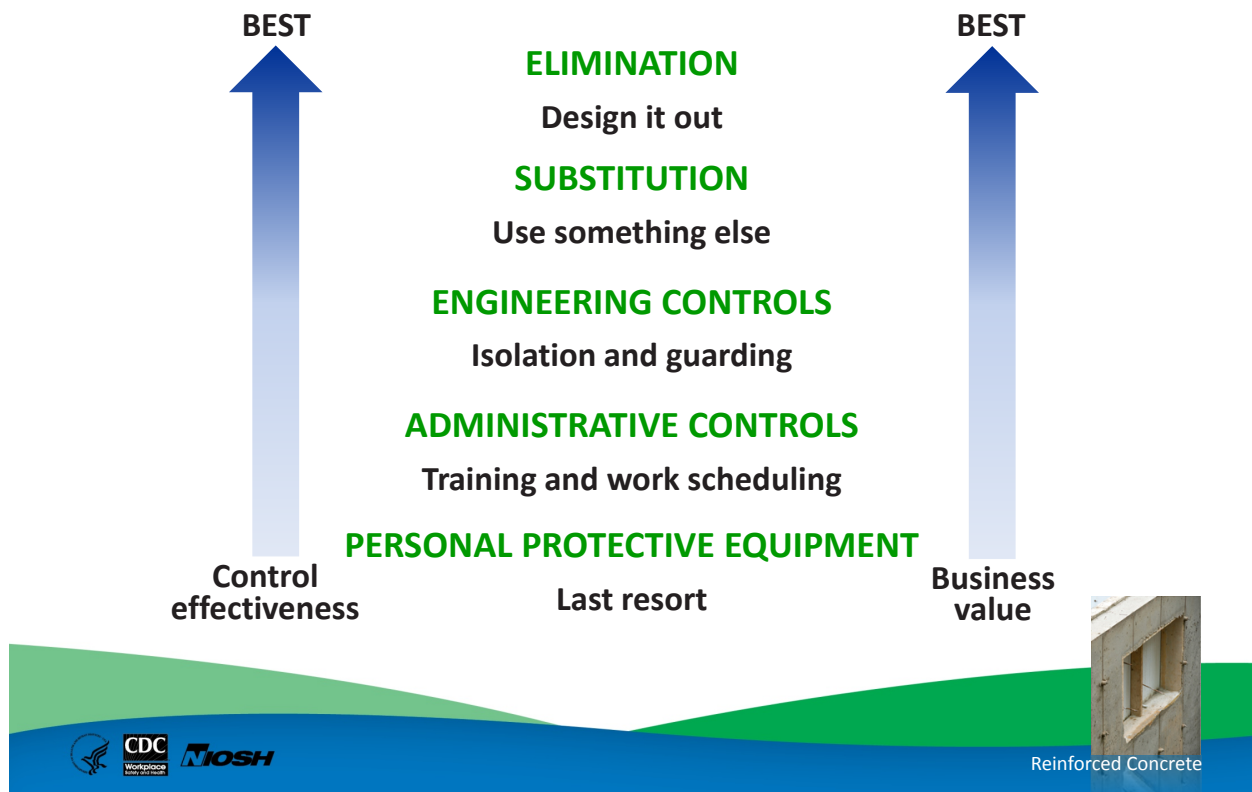 BEST
BEST
ELIMINATION
Design it out
SUBSTITUTION
Use something else
ENGINEERING CONTROLS
Isolation and guarding
ADMINISTRATIVE CONTROLS
Training and work scheduling
PERSONAL PROTECTIVE EQUIPMENT
Last resort
Control
effectiveness
Business
value
CDC
Workplace
Safety and Health
NIOSH
Reinforced Concrete